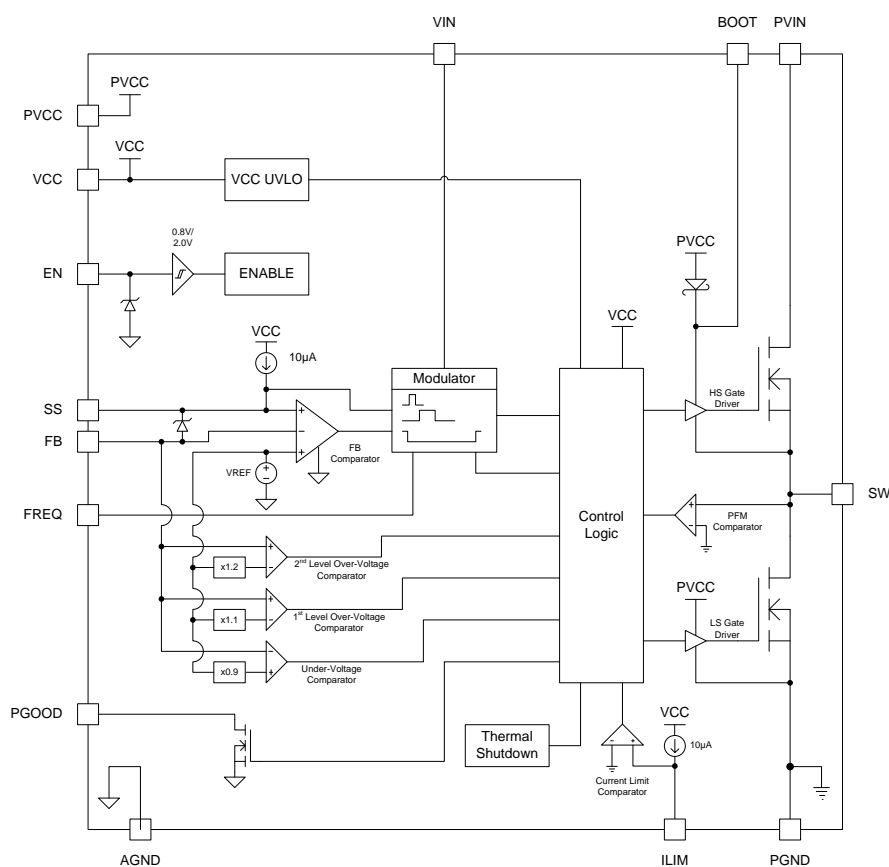 VIN
BOOT
PVIN
PVCC
PVCC
VCC
VCC
VCC UVLO
0.8V/
2.0V
EN
ENABLE
PVCC
VCC
10µA
VCC
Modulator
SS
FB
+
−
+
FB
Comparator
HS Gate
Driver
VREF
+
−
FREQ
Control
Logic
+
−
PFM
Comparator
SW
+
−
x1.2
2nd Level Over-Voltage
Comparator
PVCC
+
−
x1.1
1st Level Over-Voltage
Comparator
LS Gate
Driver
−
+
x0.9
Under-Voltage
Comparator
PGOOD
Thermal
Shutdown
VCC
10µA
-
+
Current Limit
Comparator
AGND
ILIM
PGND